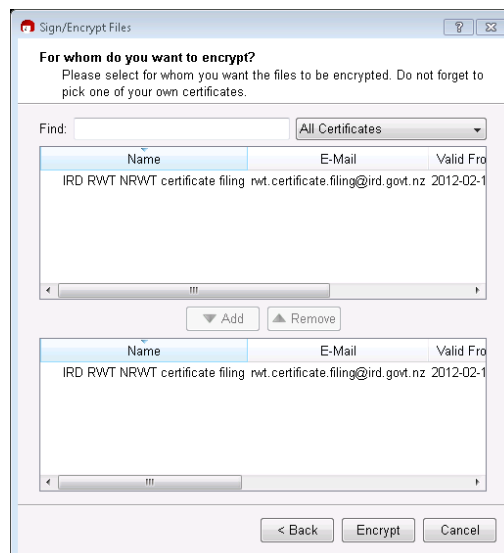 Sign/Encrypt Files
For whom do you want to encrypt?
Please select for whom you want the files to be encrypted. Do not forget to
pick one of your own certificates.
Find: All Certificates
Name E-Mail Valid Fro
IRD RWT NRWT certificate filing rwt.certificate.filing@ird.govt.nz 2012-02-1
Add Remove
Name E-Mail Valid Fro
IRD RWT NRWT certificate filing rwt.certificate.filing@ird.govt.nz 2012-02-1
< Back Encrypt Cancel